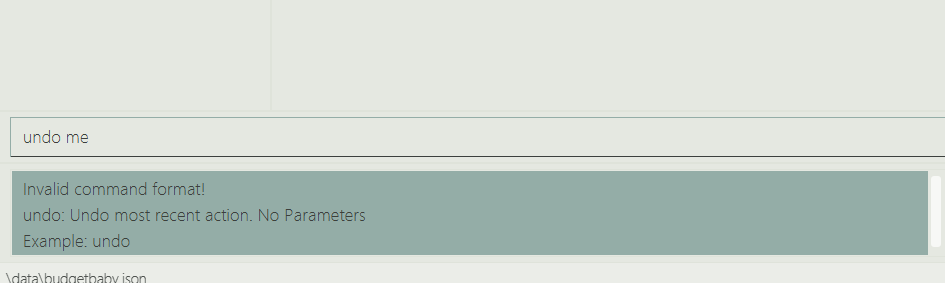 undo me
Invalid command format!
undo: Undo most recent action. No Parameters
Example: undo
\data\budgetbaby.json